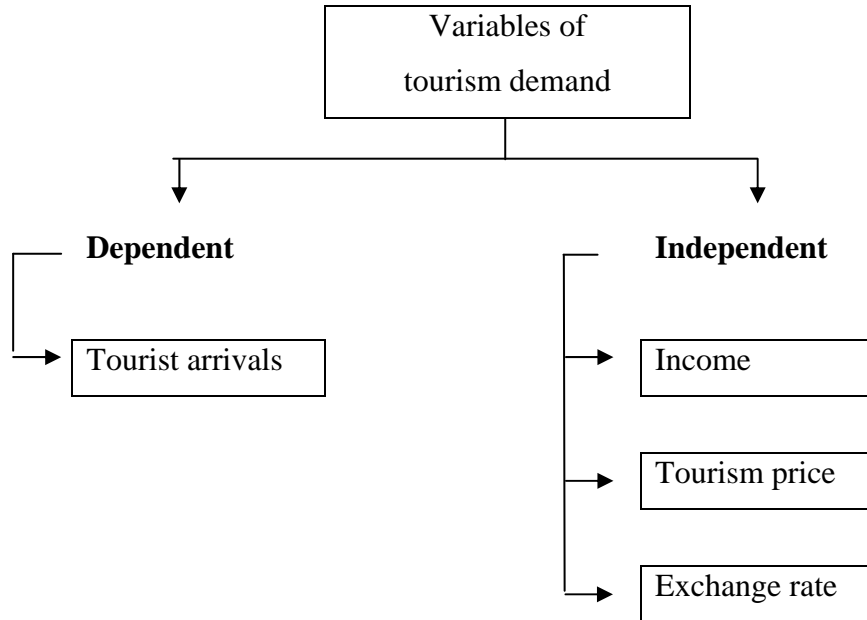 Variables of
tourism demand
Dependent
Independent
Tourist arrivals
Income
Tourism price
Exchange rate